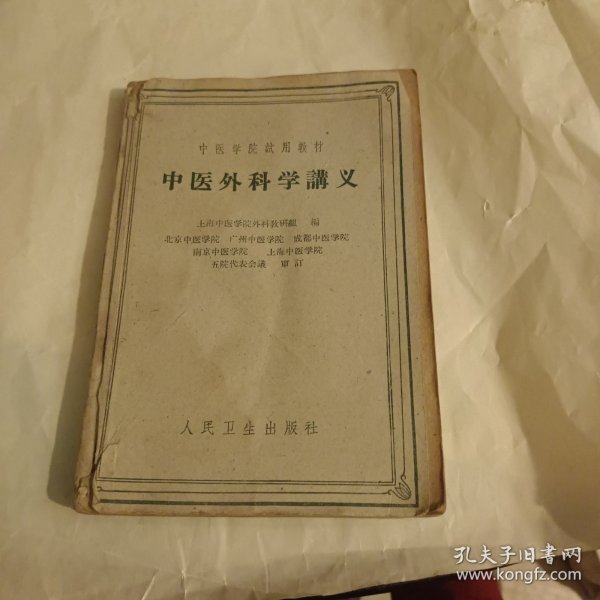 中医学院試用教材
中医外科学講义
上海中医学院外科教研組 編
北京中医学院 广州中医学院 成都中医学院
南京中医学院 上海中医学院
五院代表会議 审訂
人民卫生出版社
孔夫子旧书网
www.kongfz.com